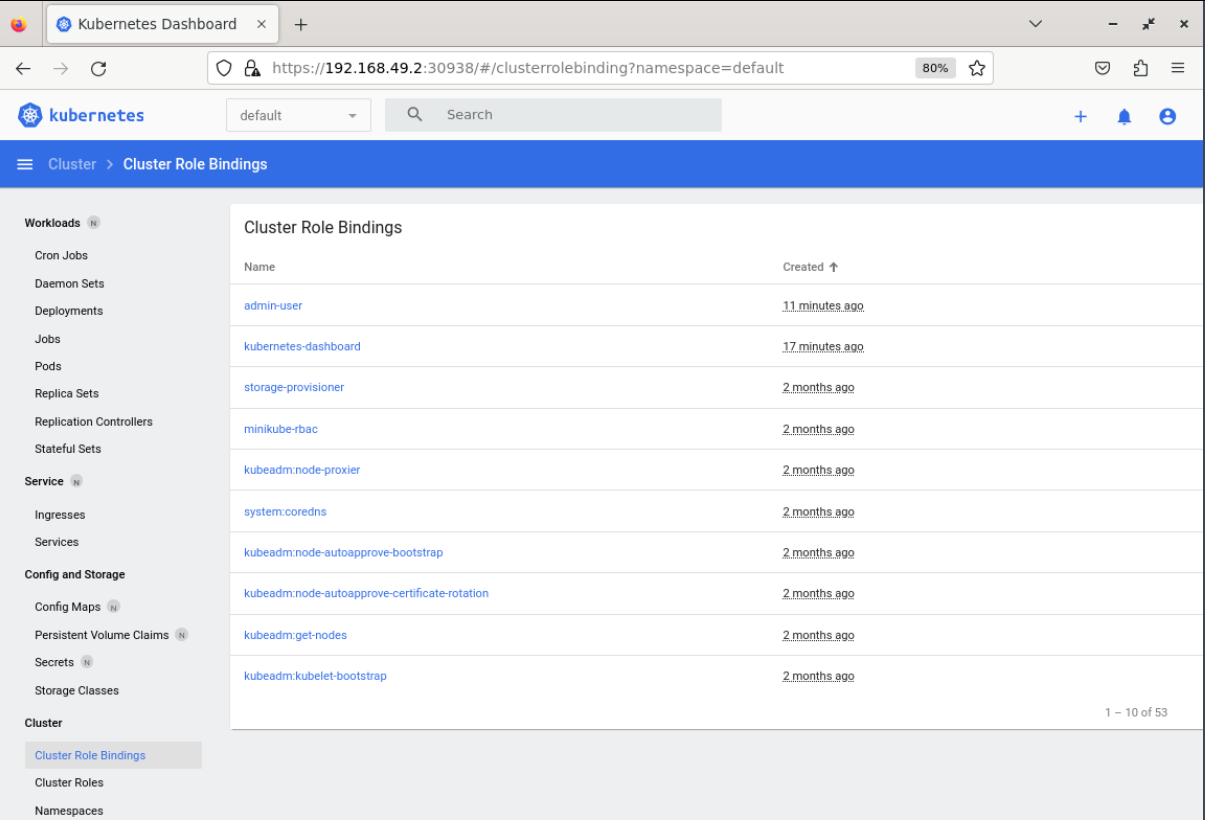 Kubernetes Dashboard
https://192.168.49.2:30938/#/clusterrolebinding?namespace=default
80%
kubernetes
default
Search
Cluster > Cluster Role Bindings
Workloads N
Cron Jobs
Daemon Sets
Deployments
Jobs
Pods
Replica Sets
Replication Controllers
Stateful Sets
Service N
Ingresses
Services
Config and Storage
Config Maps N
Persistent Volume Claims N
Secrets N
Storage Classes
Cluster
Cluster Role Bindings
Cluster Roles
Namespaces
Cluster Role Bindings
Name Created
admin-user 11 minutes ago
kubernetes-dashboard 17 minutes ago
storage-provisioner 2 months ago
minikube-rbac 2 months ago
kubeadm:node-proxier 2 months ago
system:coredns 2 months ago
kubeadm:node-autoapprove-bootstrap 2 months ago
kubeadm:node-autoapprove-certificate-rotation 2 months ago
kubeadm:get-nodes 2 months ago
kubeadm:kubelet-bootstrap 2 months ago
1 – 10 of 53